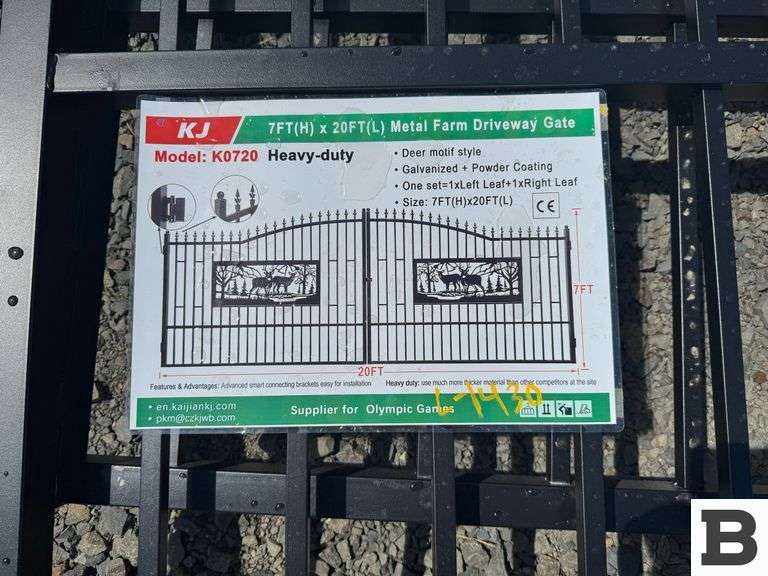 KJ 7FT(H) x 20FT(L) Metal Farm Driveway Gate
Model: K0720 Heavy-duty
• Deer motif style
• Galvanized + Powder Coating
• One set=1xLeft Leaf+1xRight Leaf
• Size: 7FT(H)x20FT(L)
CE
7FT
20FT
Features & Advantages: Advanced smart connecting brackets easy for installation Heavy duty: use much more thicker material than other competitors at the site
• en.kaijiankj.com
• pkm@czkjwb.com
Supplier for Olympic Games
L-1430
B